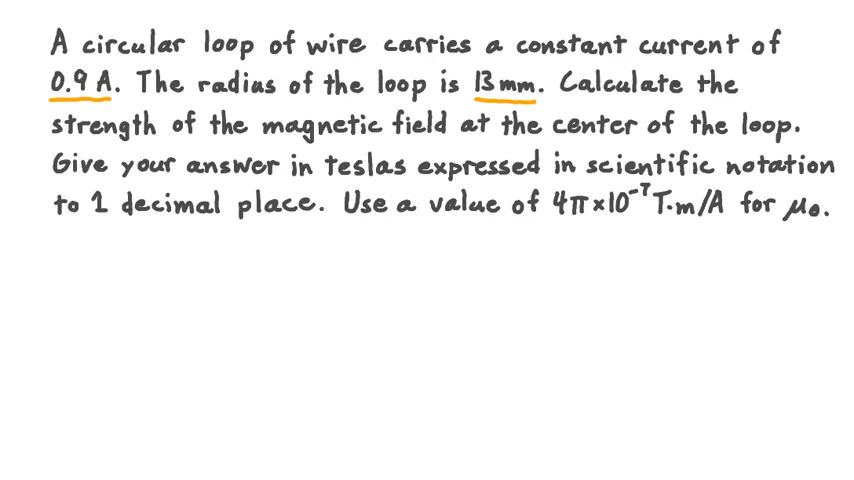 A circular loop of wire carries a constant current of
0.9 A. The radius of the loop is 13 mm. Calculate the
strength of the magnetic field at the center of the loop.
Give your answer in teslas expressed in scientific notation
to 1 decimal place. Use a value of 4π×10⁻⁷ T·m/A for μ₀.